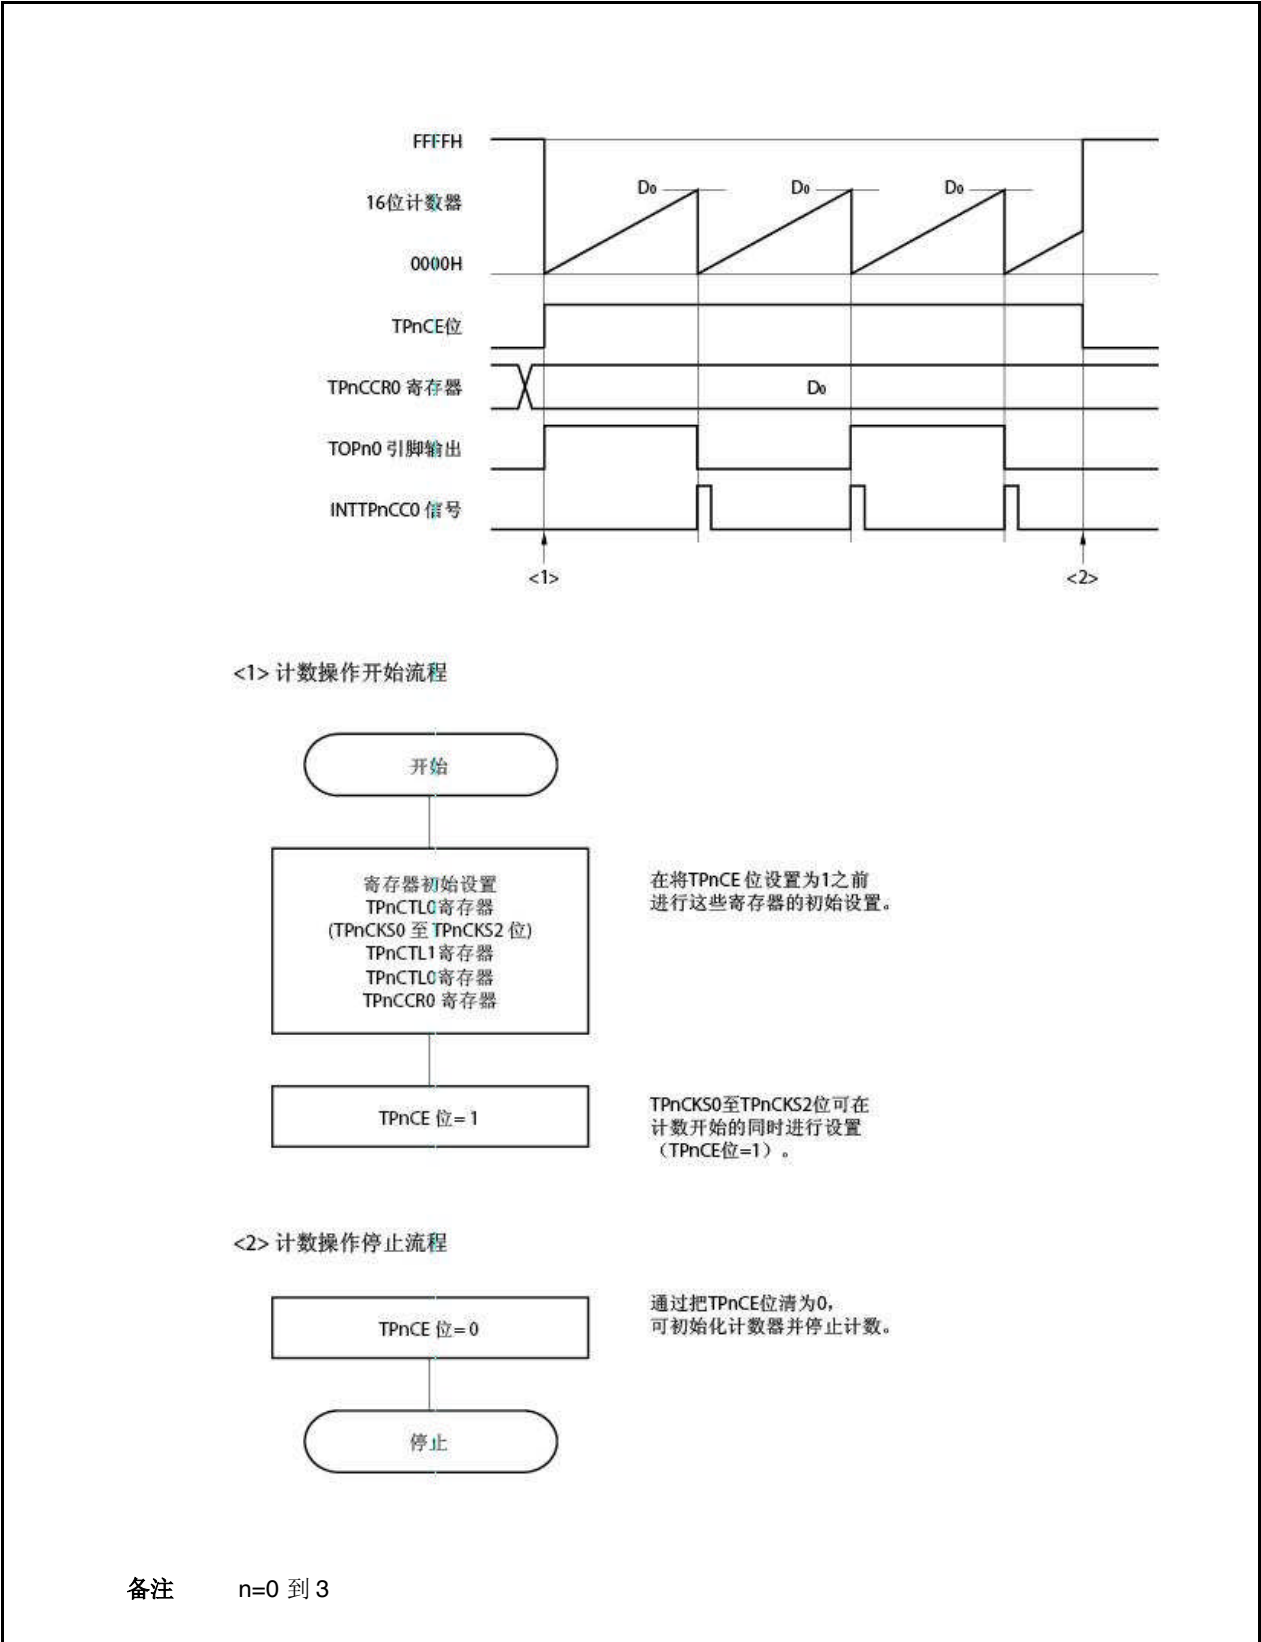 FFFFH
D0 D0 D0
16位计数器
0000H
TPnCE位
TPnCCR0 寄存器 D0
TOPn0 引脚输出
INTTPnCC0 信号
<1> <2>
<1> 计数操作开始流程
开始
寄存器初始设置
TPnCTL0寄存器
(TPnCKS0 至 TPnCKS2 位)
TPnCTL1寄存器
TPnCTL0寄存器
TPnCCR0 寄存器
在将TPnCE 位设置为1之前
进行这些寄存器的初始设置。
TPnCE 位= 1
TPnCKS0至TPnCKS2位可在
计数开始的同时进行设置
（TPnCE位=1）。
<2> 计数操作停止流程
TPnCE 位= 0
通过把TPnCE位清为0，
可初始化计数器并停止计数。
停止
备注 n=0 到 3